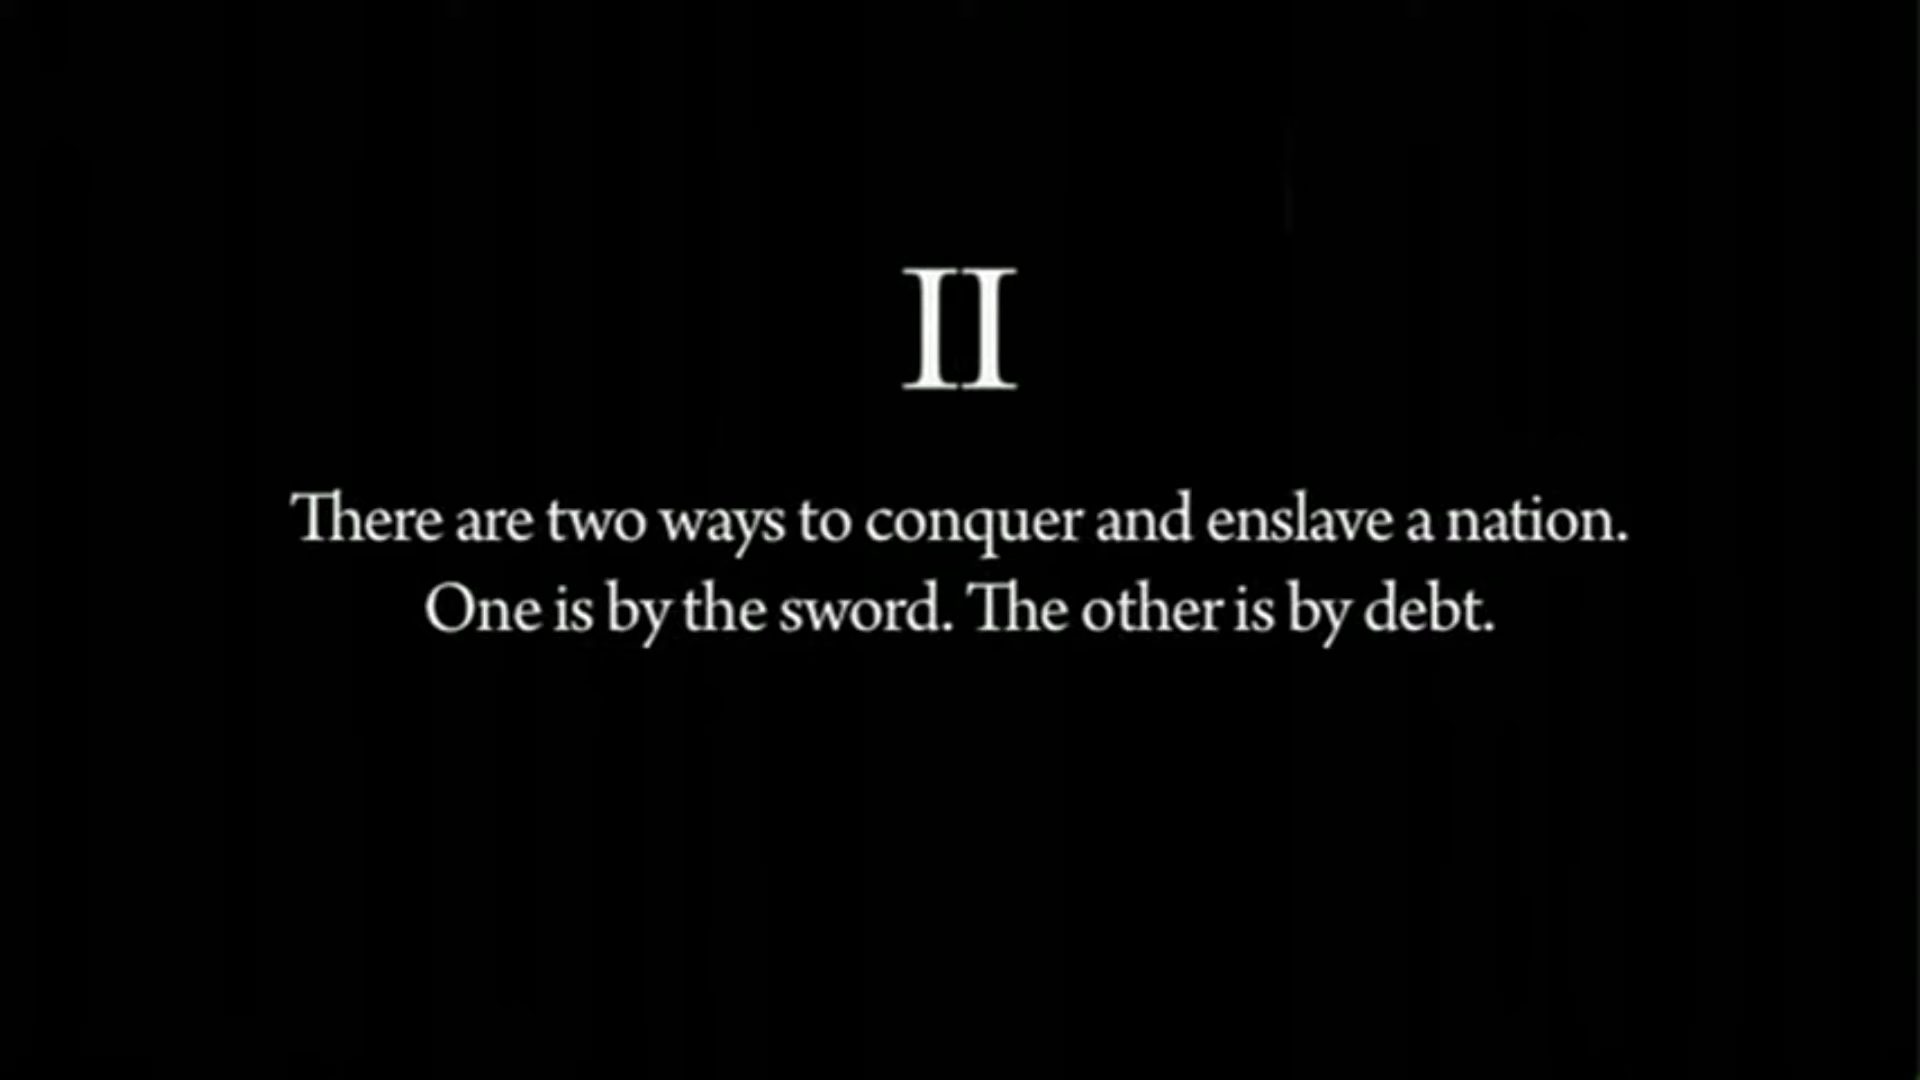 II
There are two ways to conquer and enslave a nation.
One is by the sword. The other is by debt.